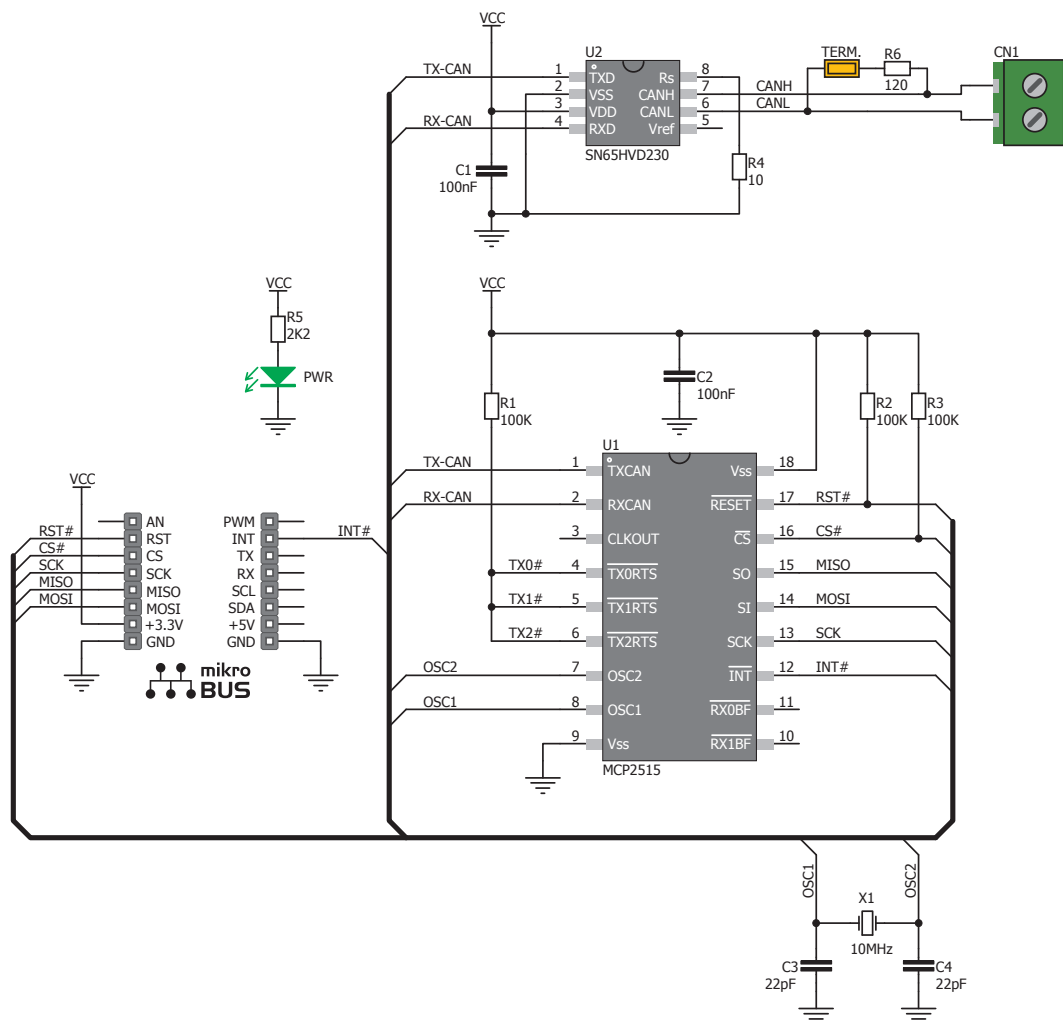 VCC
U2
TERM.
R6
120
CN1
TX-CAN
1
TXD
Rs
8
2
VSS
CANH
7
CANH
3
VDD
CANL
6
CANL
RX-CAN
4
RXD
Vref
5
SN65HVD230
C1
100nF
R4
10
VCC
R5
2K2
PWR
VCC
R1
100K
C2
100nF
R2
100K
R3
100K
U1
TX-CAN
1
TXCAN
Vss
18
RX-CAN
2
RXCAN
RESET
17
RST#
3
CLKOUT
CS
16
CS#
TX0#
4
TX0RTS
SO
15
MISO
TX1#
5
TX1RTS
SI
14
MOSI
TX2#
6
TX2RTS
SCK
13
SCK
OSC2
7
OSC2
INT
12
INT#
OSC1
8
OSC1
RX0BF
11
9
Vss
RX1BF
10
MCP2515
VCC
AN
PWM
RST#
RST
INT
INT#
CS#
CS
TX
SCK
SCK
RX
MISO
MISO
SCL
MOSI
MOSI
SDA
+3.3V
+5V
GND
GND
mikro
BUS
OSC1
OSC2
X1
10MHz
C3
22pF
C4
22pF